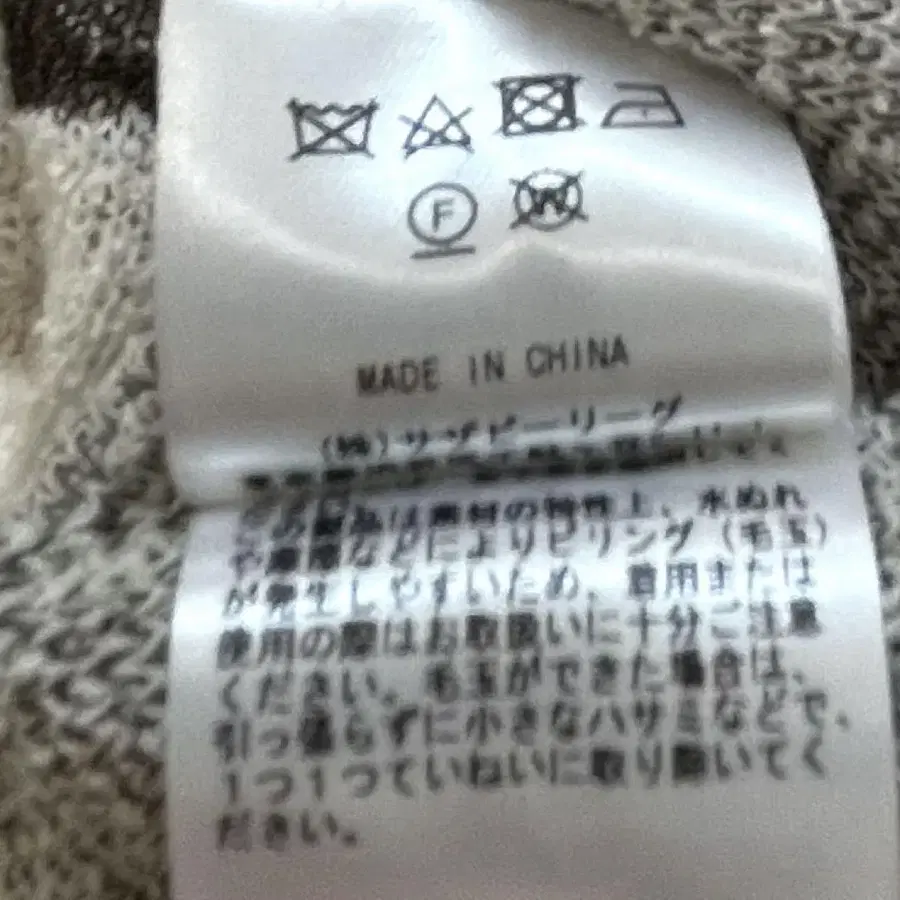 F
W
MADE IN CHINA
(株)サザビーリーグ
この製品は素材の特性上、水ぬれ
や摩擦などによりピリング(毛玉)
が発生しやすいため、着用または
使用の際はお取扱いに十分ご注意
ください。毛玉ができた場合は、
引っ張らずに小さなハサミなどで、
1つ1つていねいに取り除いてく
ださい。